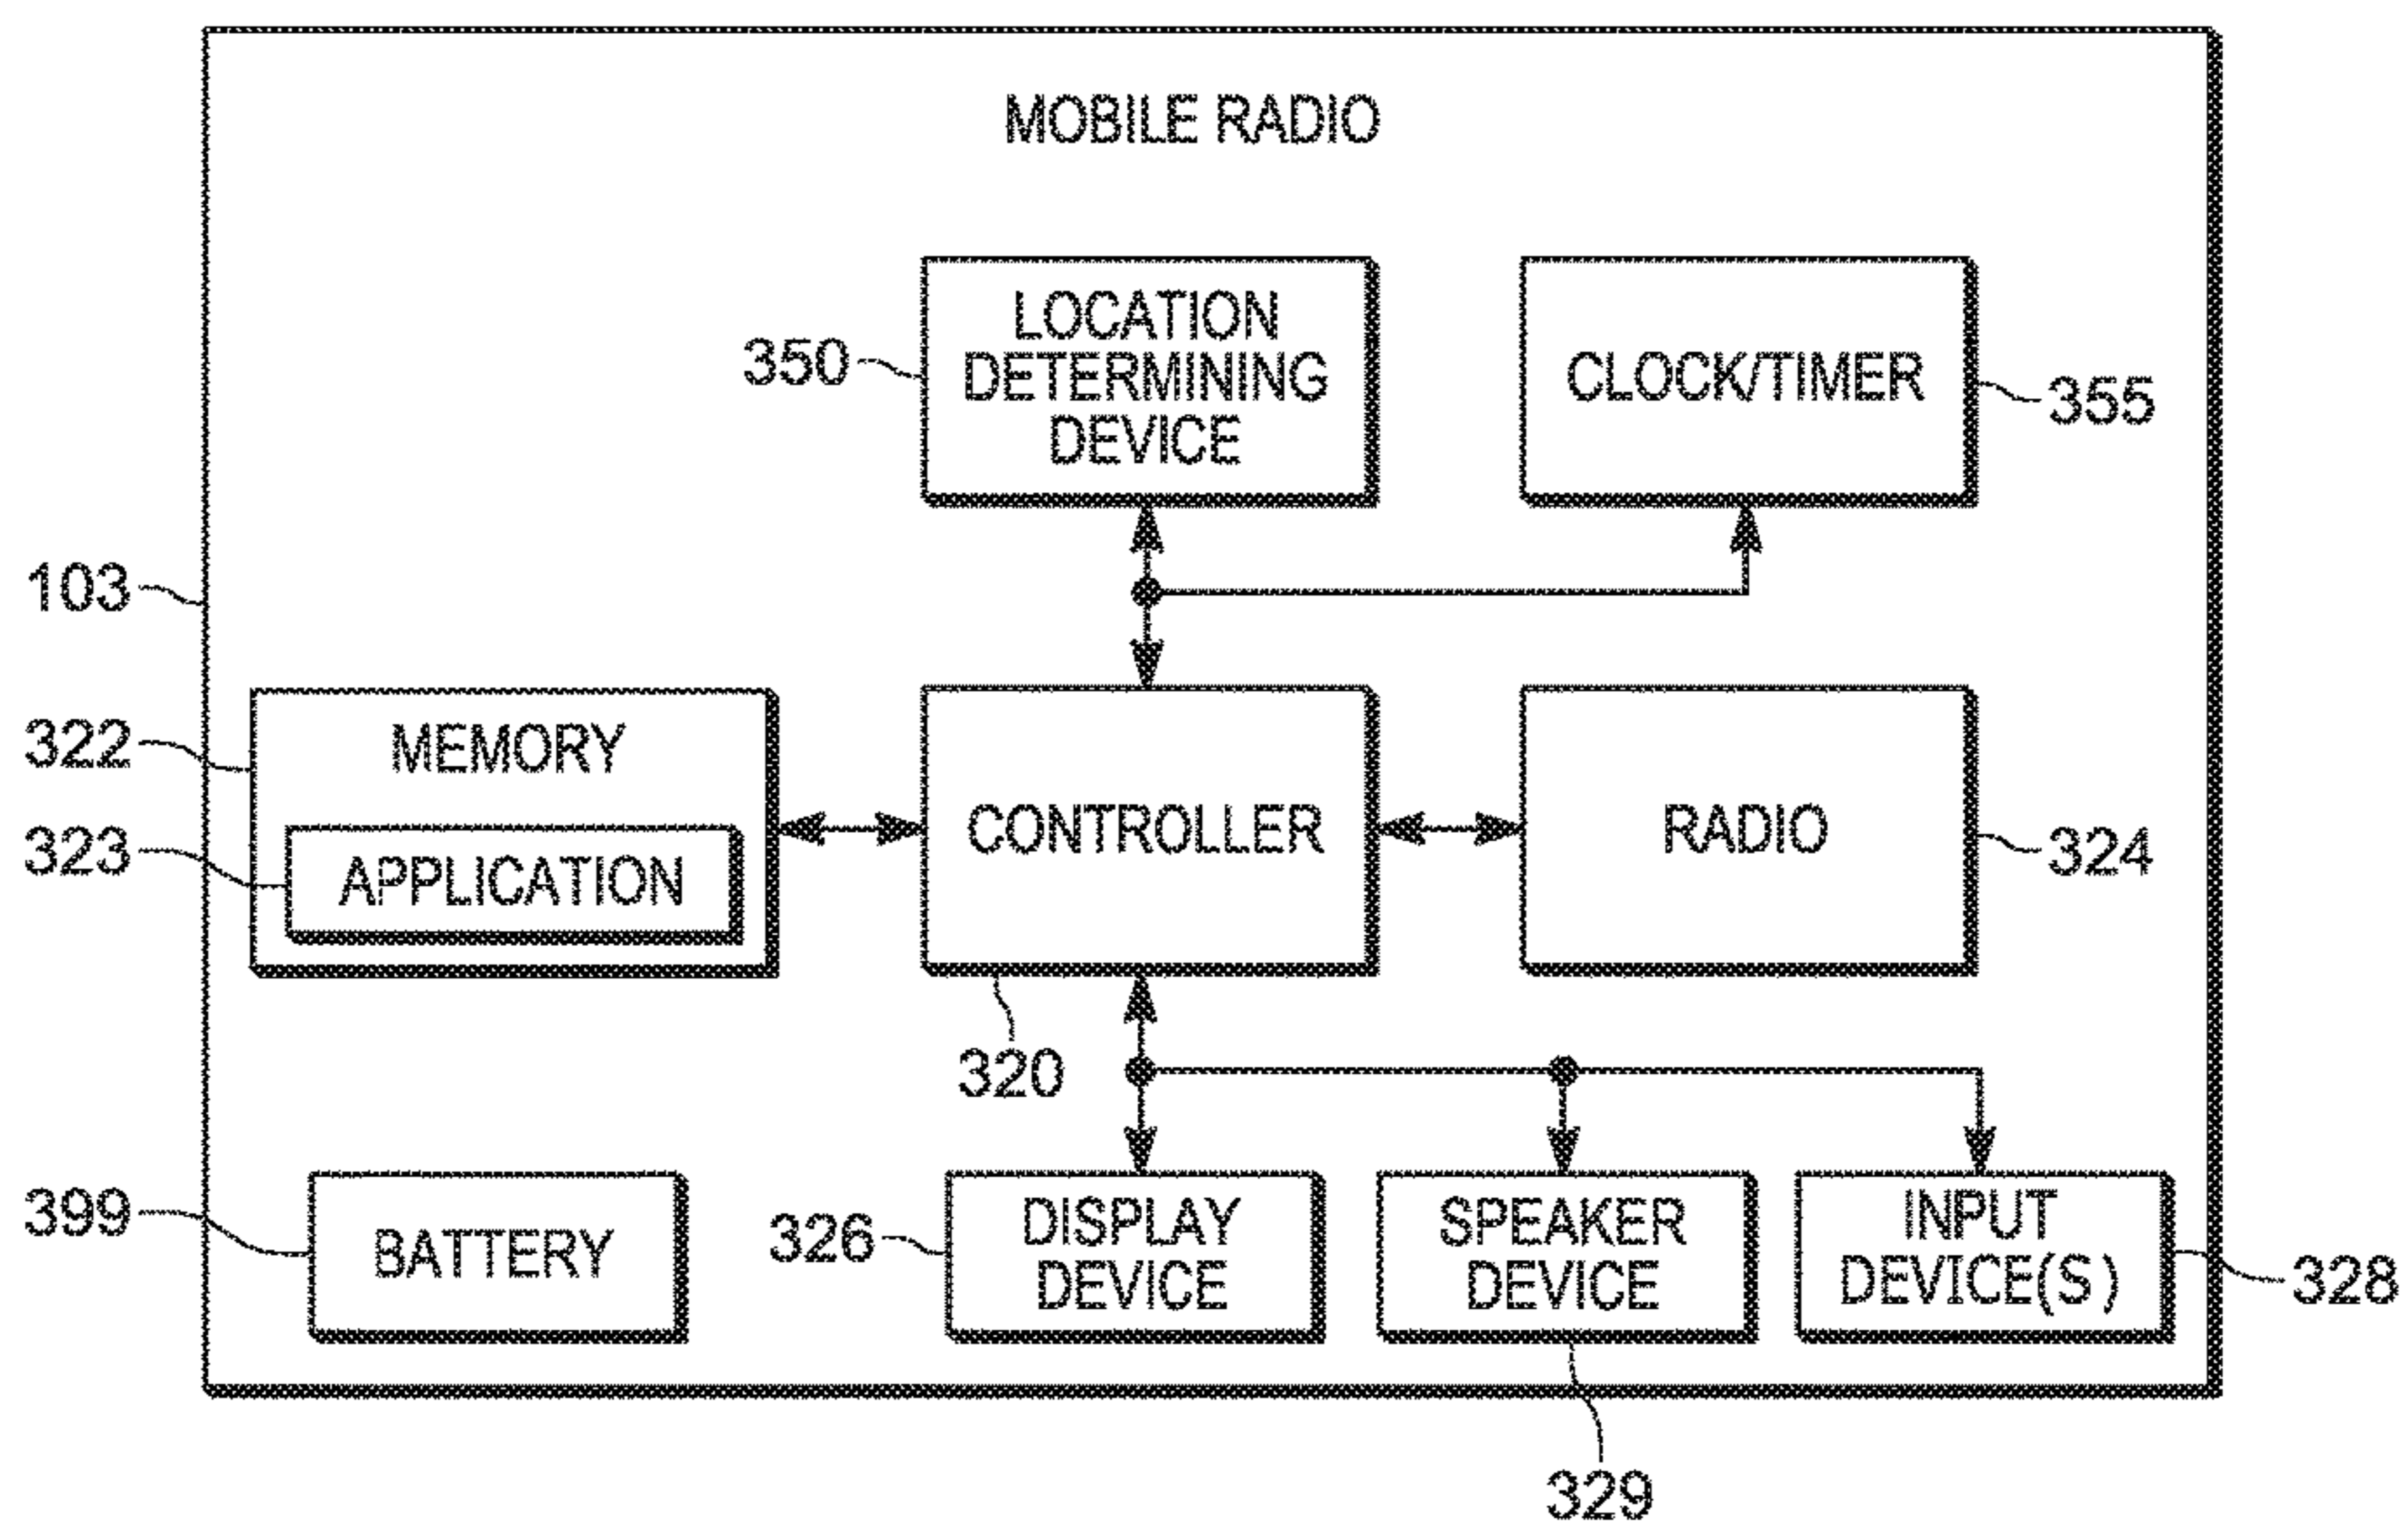 MOBILE RADIO
350
LOCATION
DETERMINING
DEVICE
CLOCK/TIMER
355
103
322
MEMORY
323
APPLICATION
CONTROLLER
RADIO
324
320
399
BATTERY
326
DISPLAY
DEVICE
SPEAKER
DEVICE
INPUT
DEVICE(S)
328
329